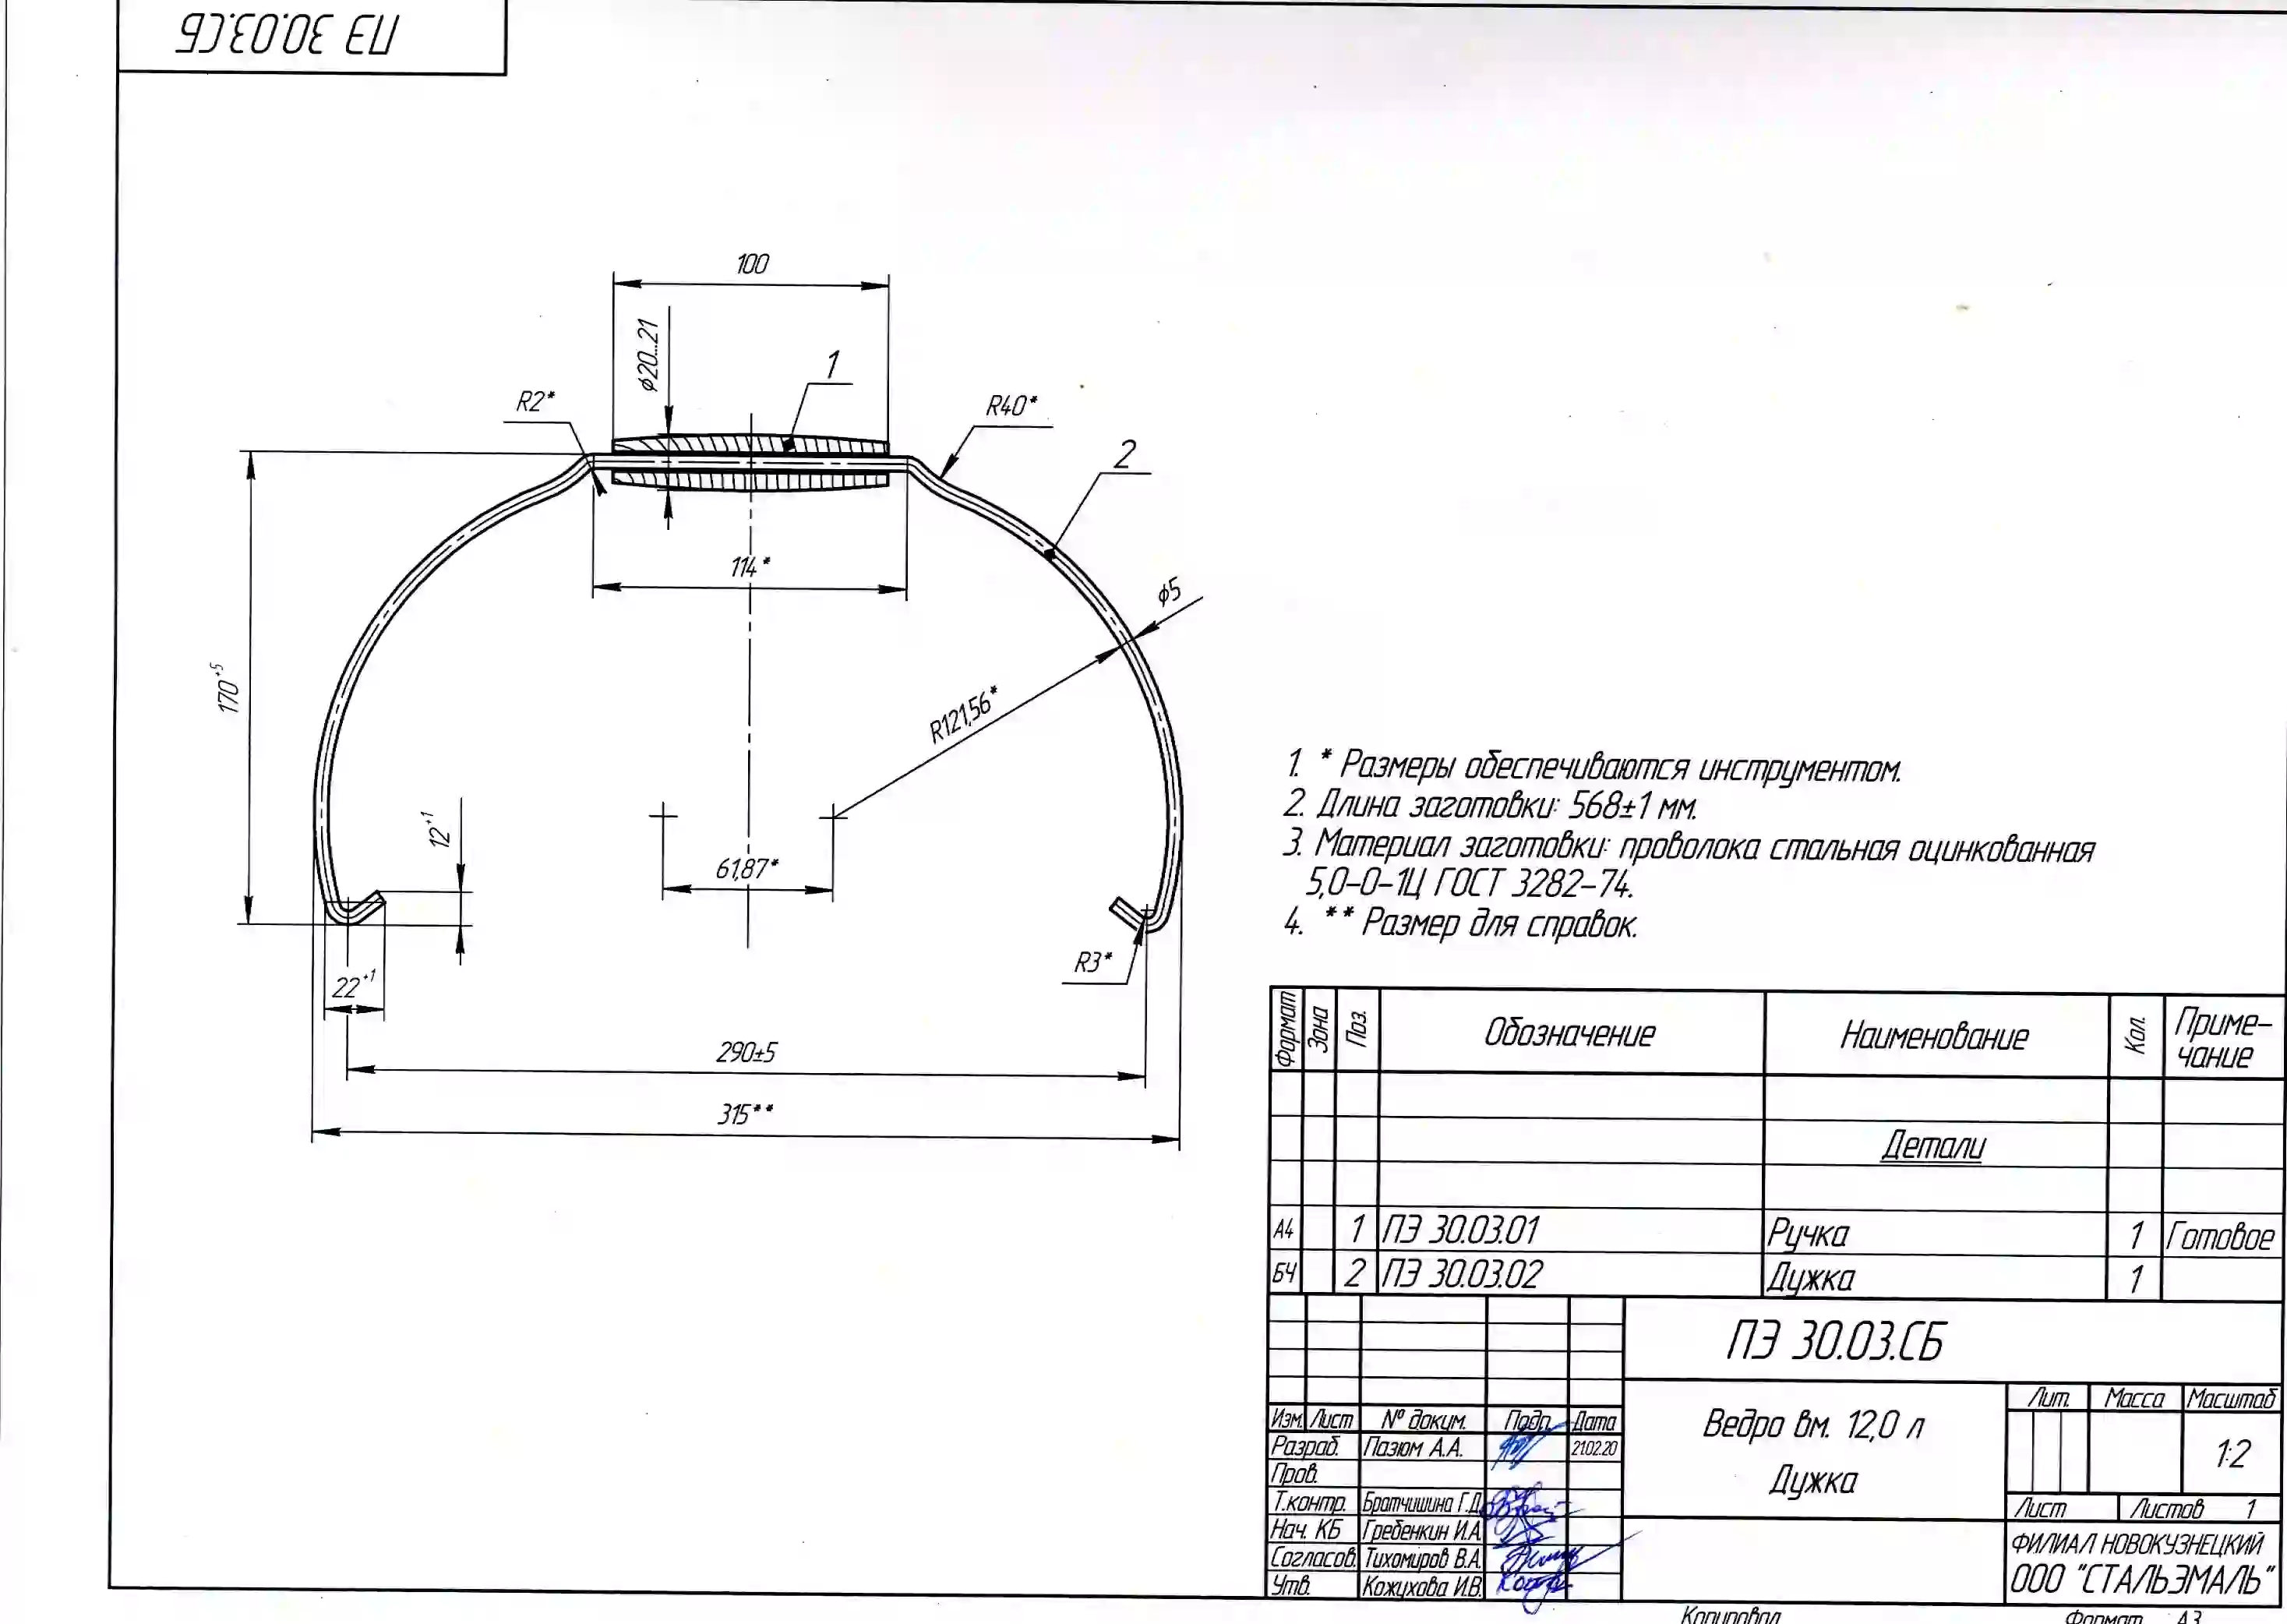 ПЭ 30.03.СБ
100
ϕ20...21
1
R2*
R40*
2
114*
ϕ5
170+5
R121,56*
12+1
61,87*
22+1
R3*
290±5
315**
1. * Размеры обеспечиваются инструментом.
2. Длина заготовки: 568±1 мм.
3. Материал заготовки: проволока стальная оцинкованная
5,0-0-1Ц ГОСТ 3282-74.
4. ** Размер для справок.
Формат Зона Поз. Обозначение Наименование Кол. Приме-
чание
Детали
А4 1 ПЭ 30.03.01 Ручка 1 Готовое
БЧ 2 ПЭ 30.03.02 Дужка 1
ПЭ 30.03.СБ
Изм. Лист № докум. Подп. Дата
Разраб. Пазюм А.А. 21.02.20
Пров.
Т.контр. Братчишина Г.Д.
Нач. КБ Гребенкин И.А.
Согласов. Тихомиров В.А.
Утв. Кожухова И.В.
Ведро вм. 12,0 л
Дужка
Лит. Масса Масштаб
1:2
Лист Листов 1
ФИЛИАЛ НОВОКУЗНЕЦКИЙ
ООО "СТАЛЬЭМАЛЬ"
Копировал Формат А3